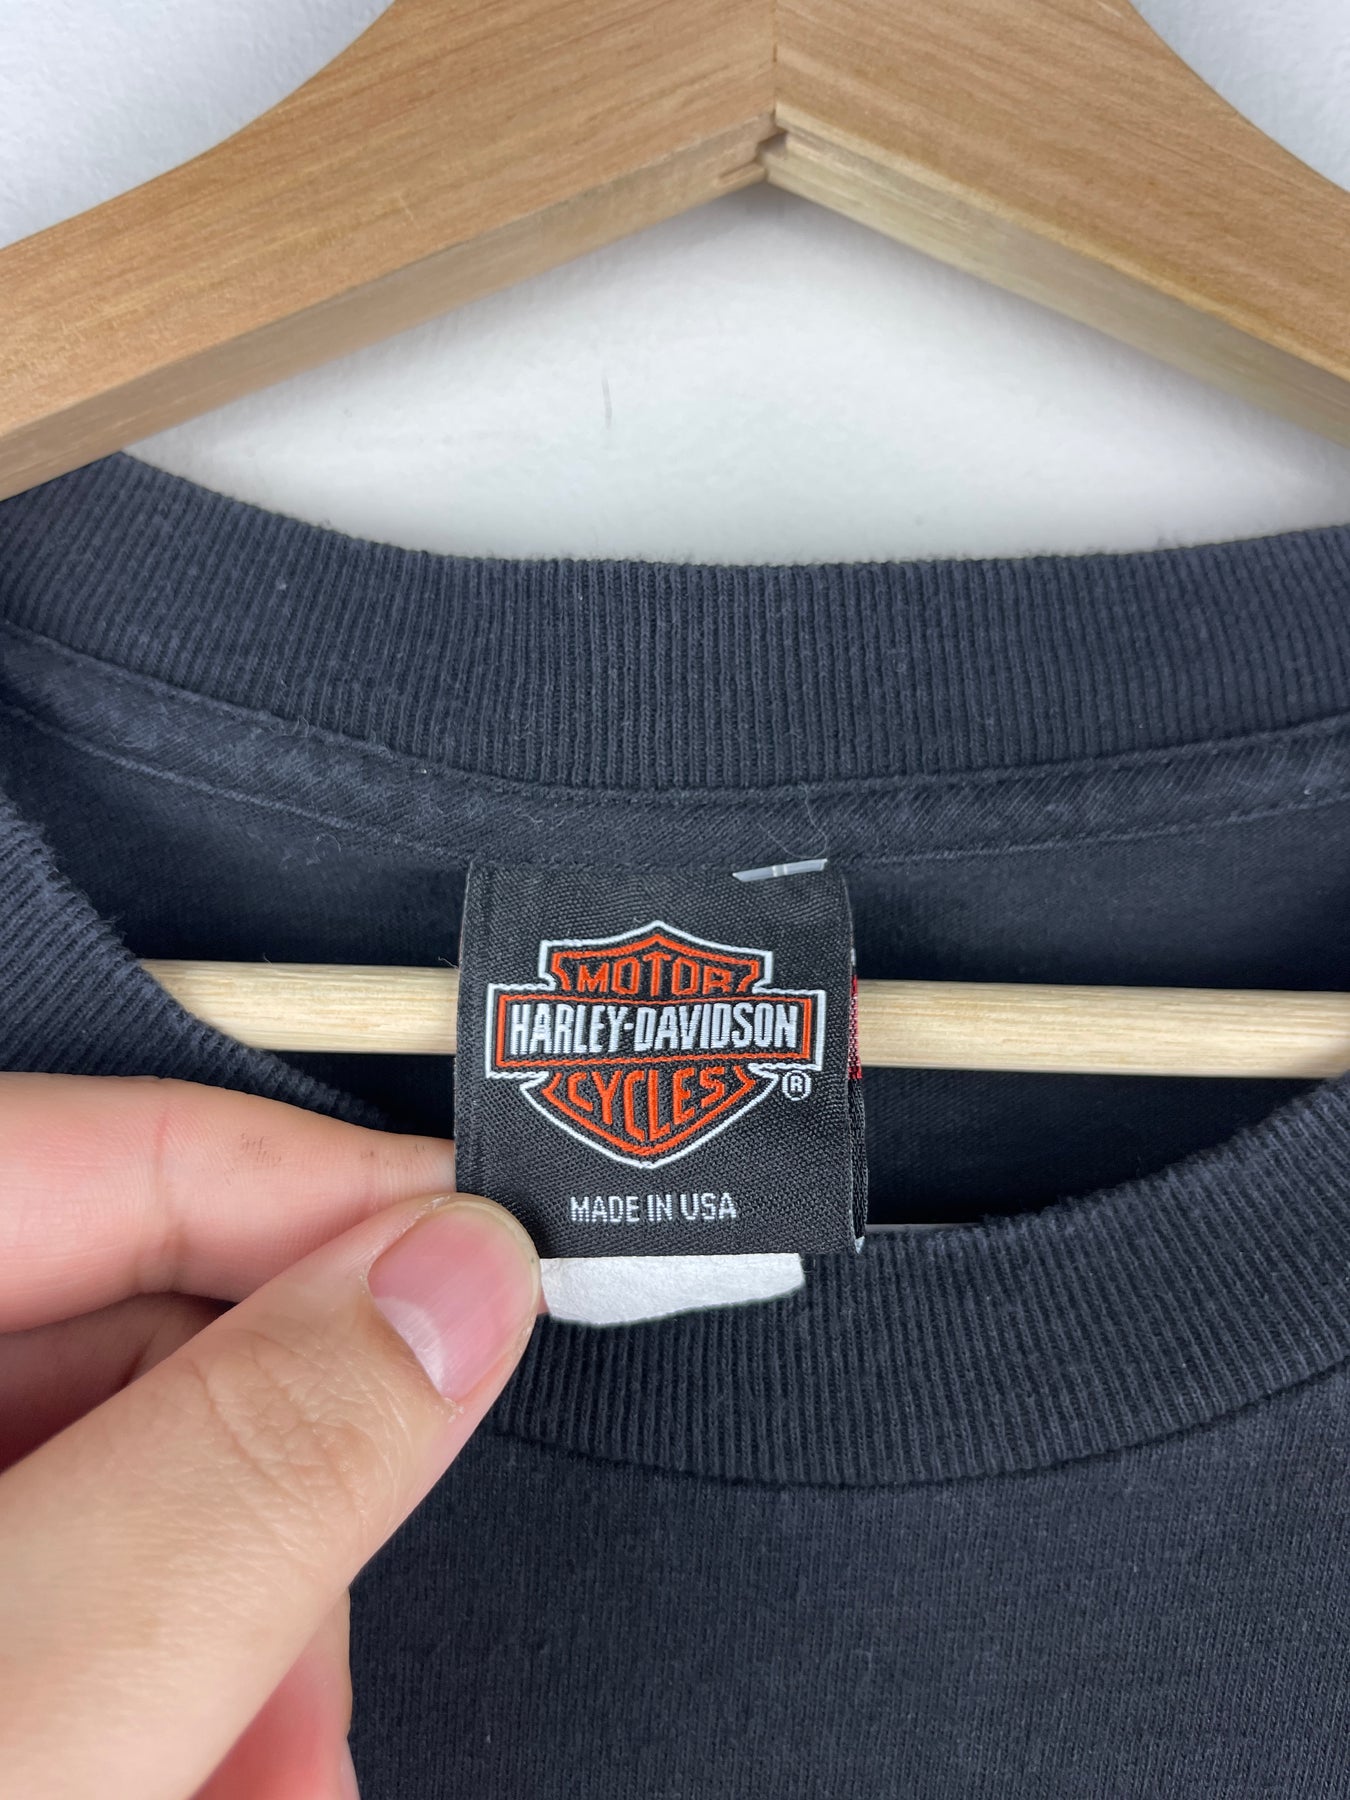 MOTOR
HARLEY-DAVIDSON
CYCLES
®
MADE IN USA